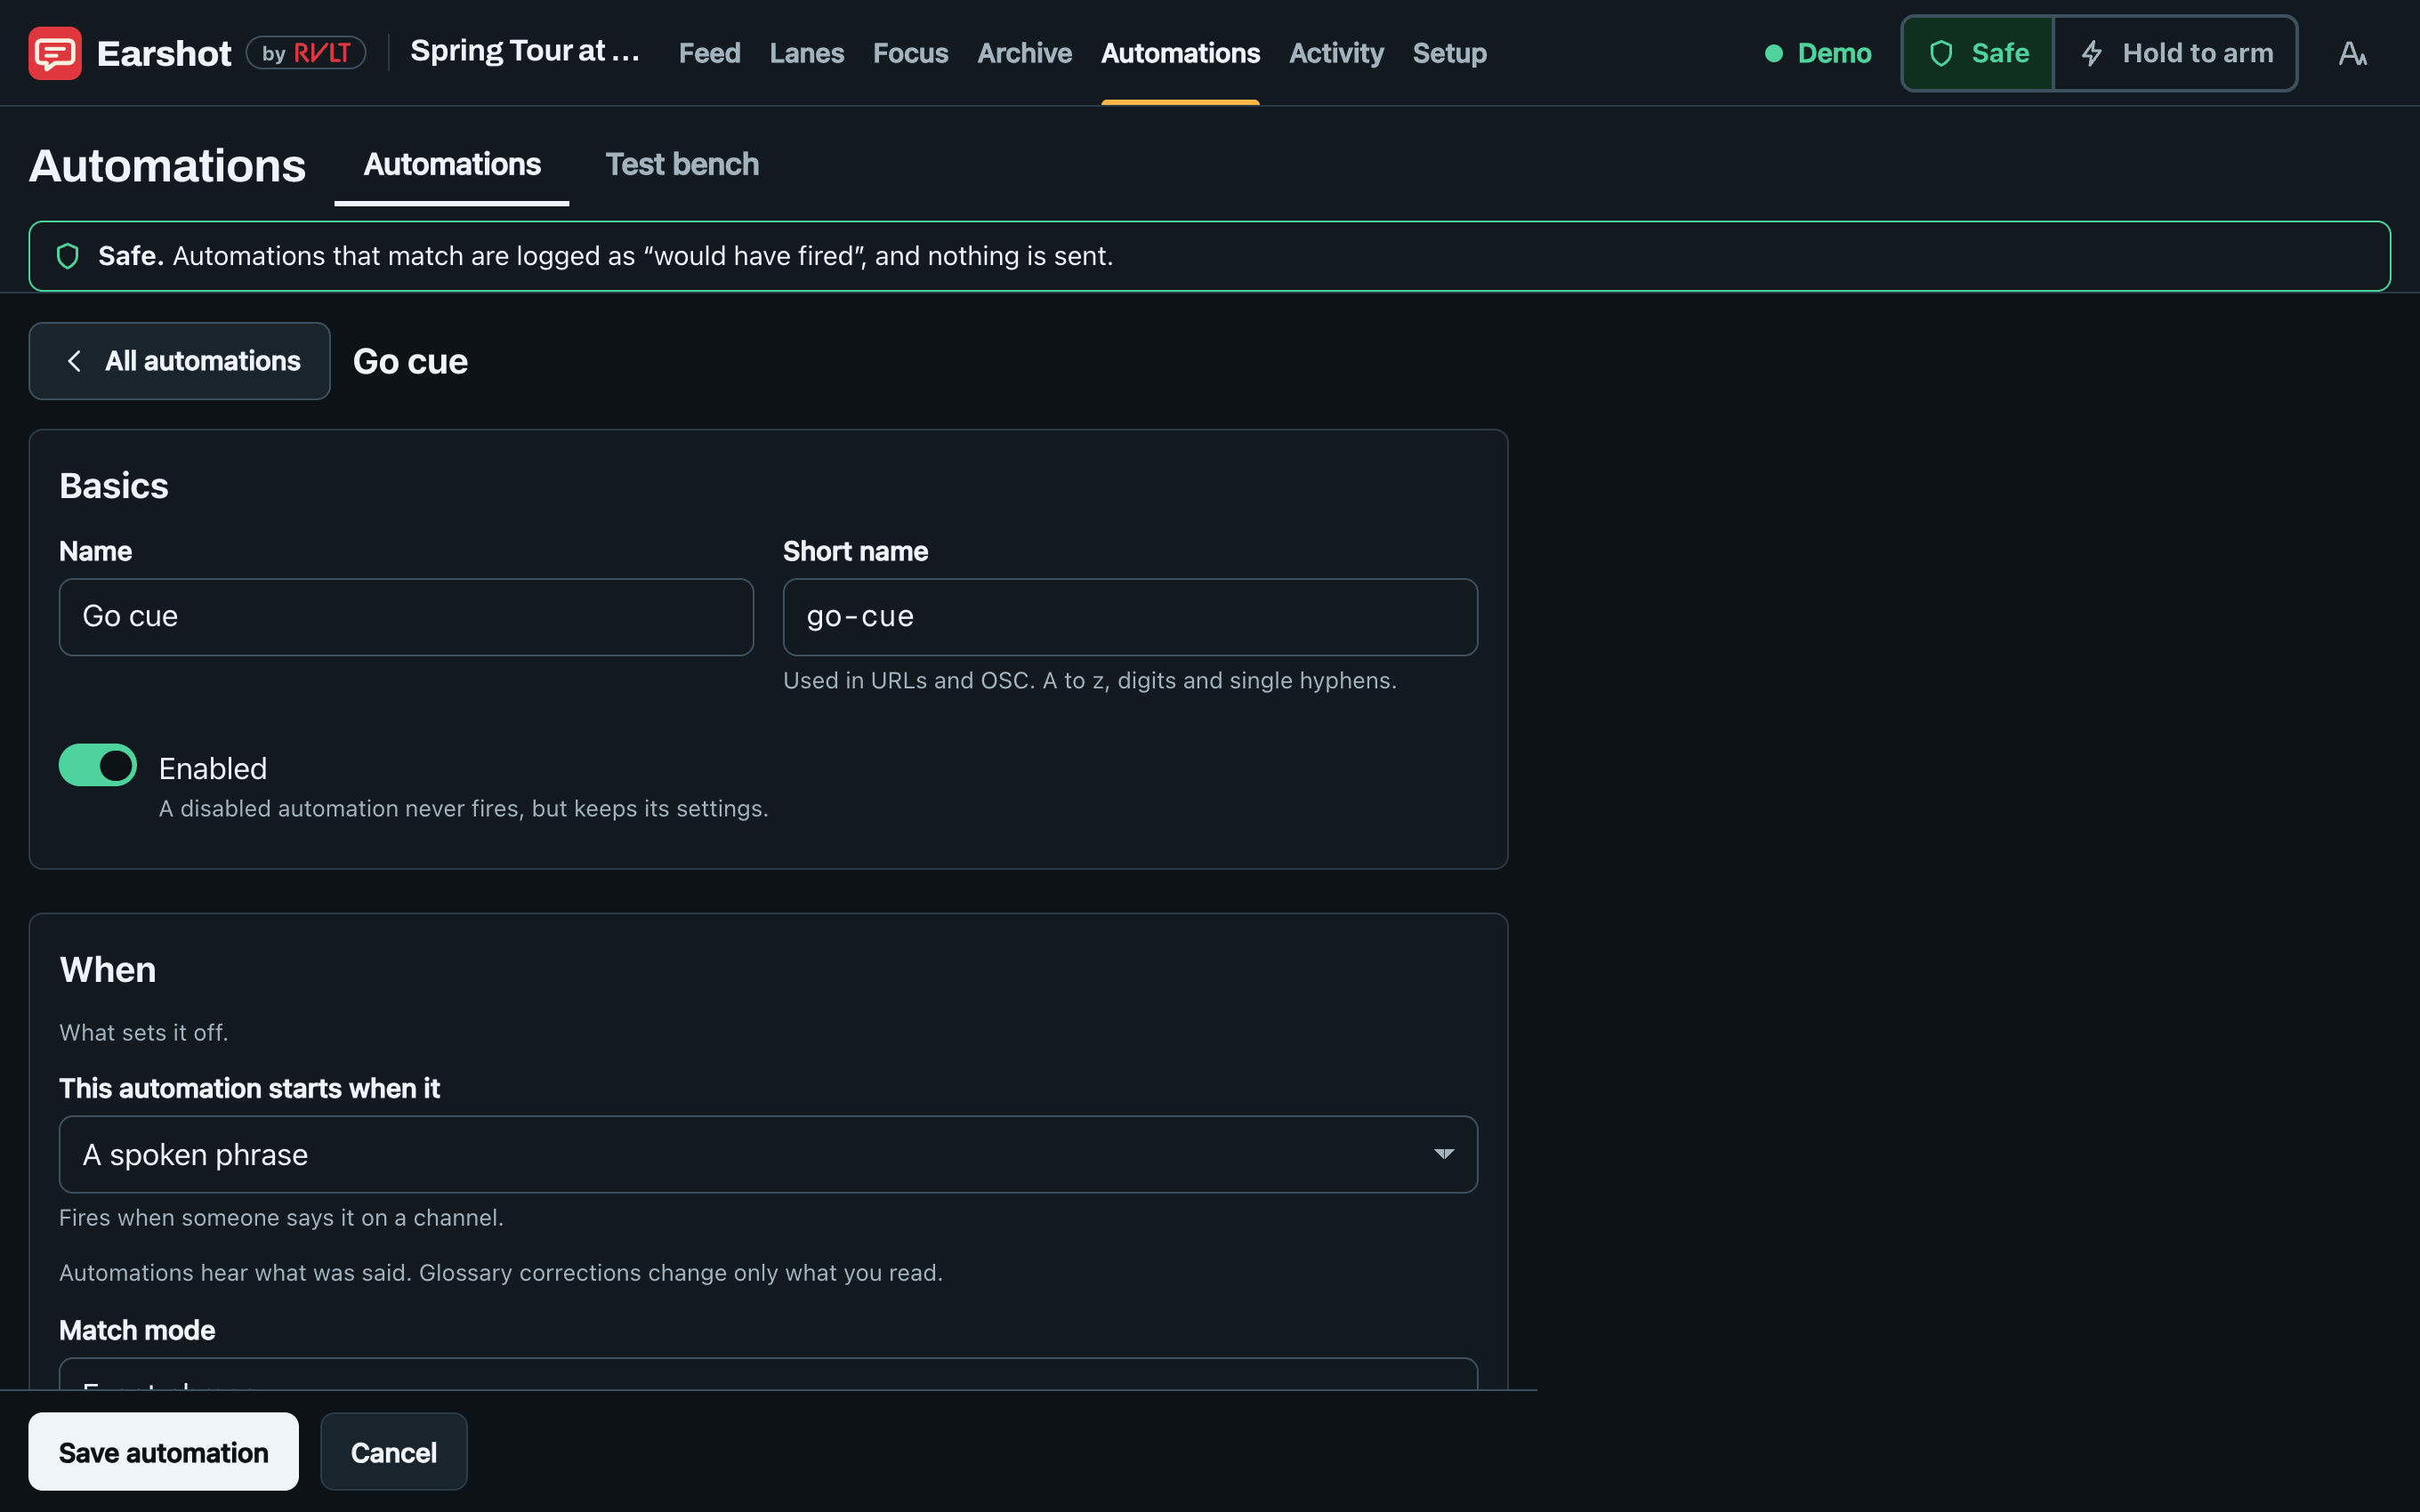 Earshot by RVLT Spring Tour at ... Feed Lanes Focus Archive Automations Activity Setup Demo Safe Hold to arm
Automations Automations Test bench
Safe. Automations that match are logged as “would have fired”, and nothing is sent.
All automations Go cue
Basics
Name Short name
Go cue go-cue
Used in URLs and OSC. A to z, digits and single hyphens.
Enabled
A disabled automation never fires, but keeps its settings.
When
What sets it off.
This automation starts when it
A spoken phrase
Fires when someone says it on a channel.
Automations hear what was said. Glossary corrections change only what you read.
Match mode
Save automation Cancel